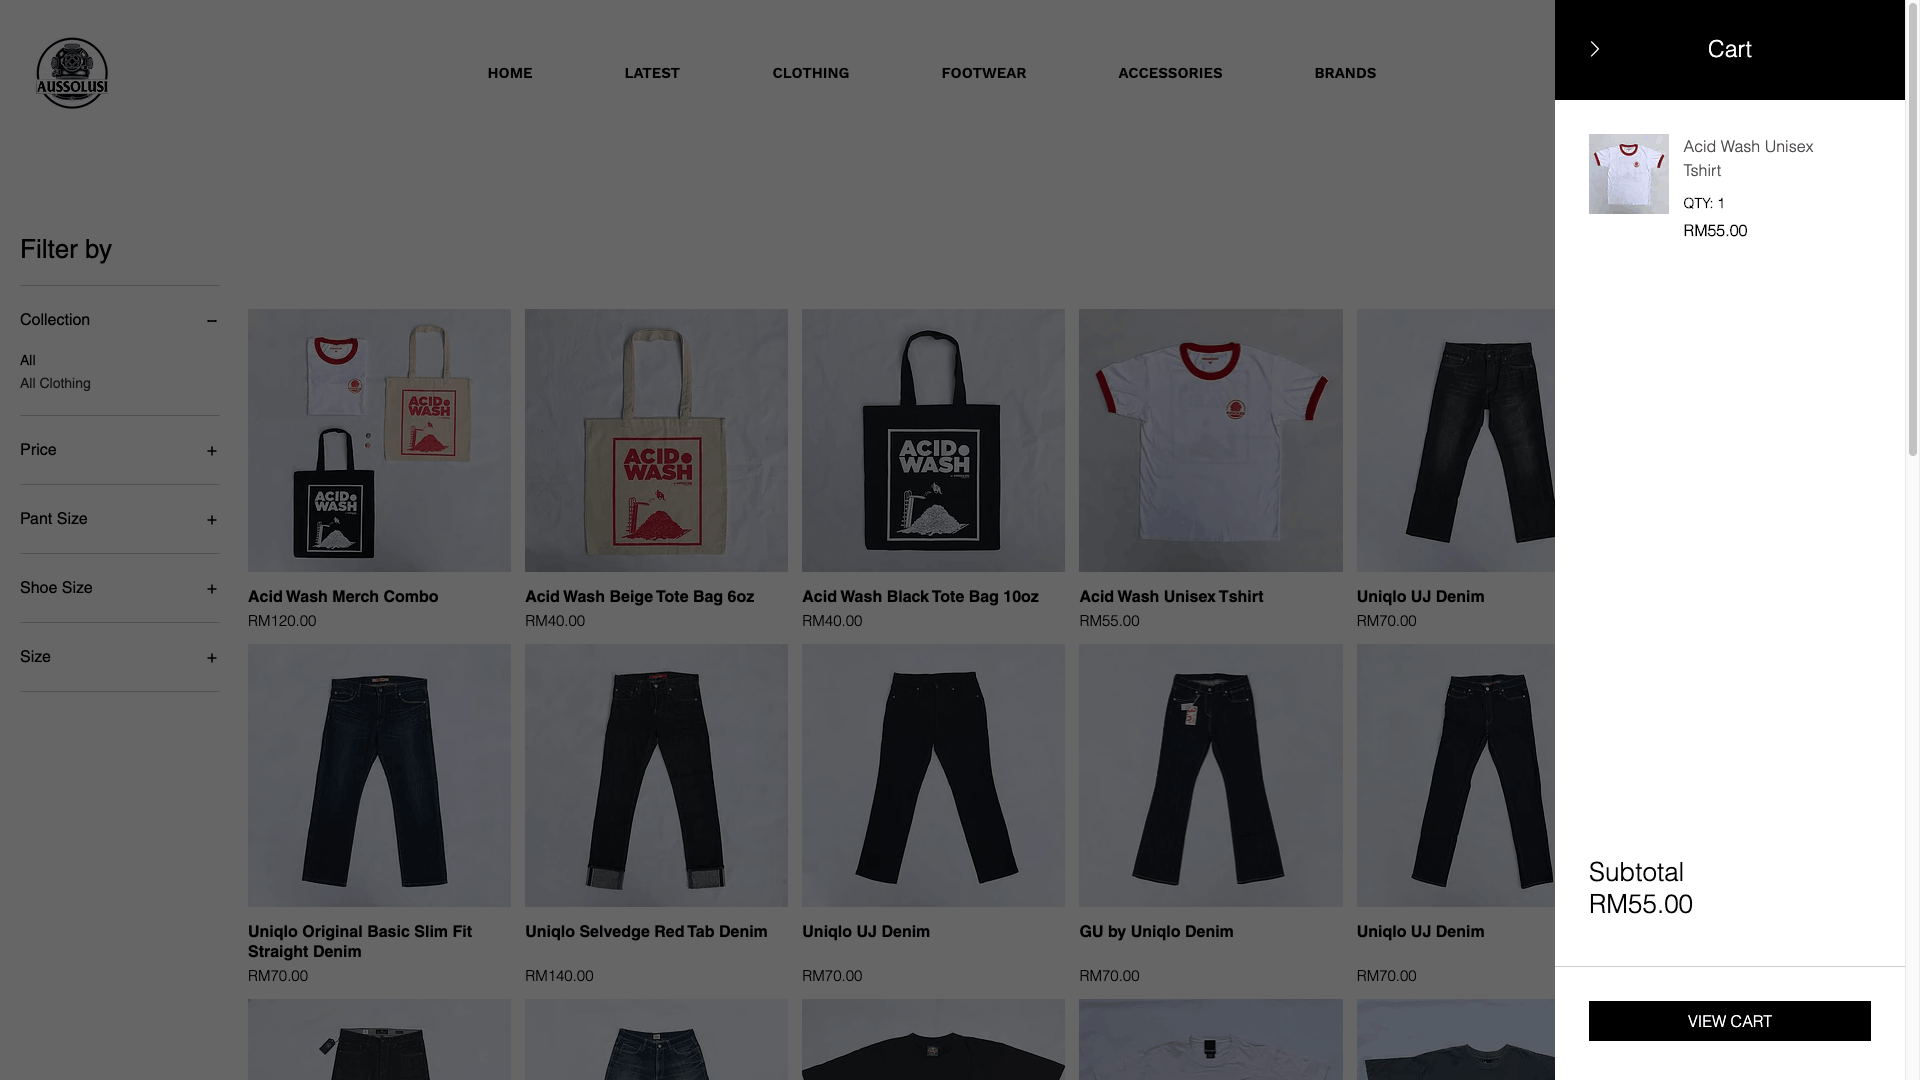 AUSSOLUSI
HOME
LATEST
CLOTHING
FOOTWEAR
ACCESSORIES
BRANDS
Filter by
Collection
All
All Clothing
Price
Pant Size
Shoe Size
Size
ACID
WASH
ACID
WASH
ACID
WASH
ACID
WASH
Acid Wash Merch Combo
RM120.00
Acid Wash Beige Tote Bag 6oz
RM40.00
Acid Wash Black Tote Bag 10oz
RM40.00
Acid Wash Unisex Tshirt
RM55.00
Uniqlo UJ Denim
RM70.00
Uniqlo Original Basic Slim Fit
Straight Denim
RM70.00
Uniqlo Selvedge Red Tab Denim
RM140.00
Uniqlo UJ Denim
RM70.00
GU by Uniqlo Denim
RM70.00
Uniqlo UJ Denim
RM70.00
Cart
Acid Wash Unisex
Tshirt
QTY: 1
RM55.00
Subtotal
RM55.00
VIEW CART